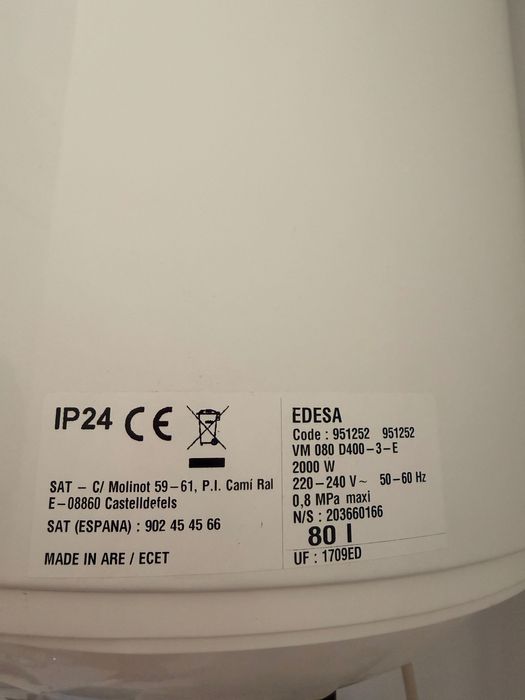 IP24 CE
SAT - C/ Molinot 59-61, P.I. Camí Ral
E-08860 Castelldefels
SAT (ESPANA) : 902 45 45 66
MADE IN ARE / ECET
EDESA
Code : 951252 951252
VM 080 D400-3-E
2000 W
220-240 V~ 50-60 Hz
0,8 MPa maxi
N/S : 203660166
80 l
UF : 1709ED